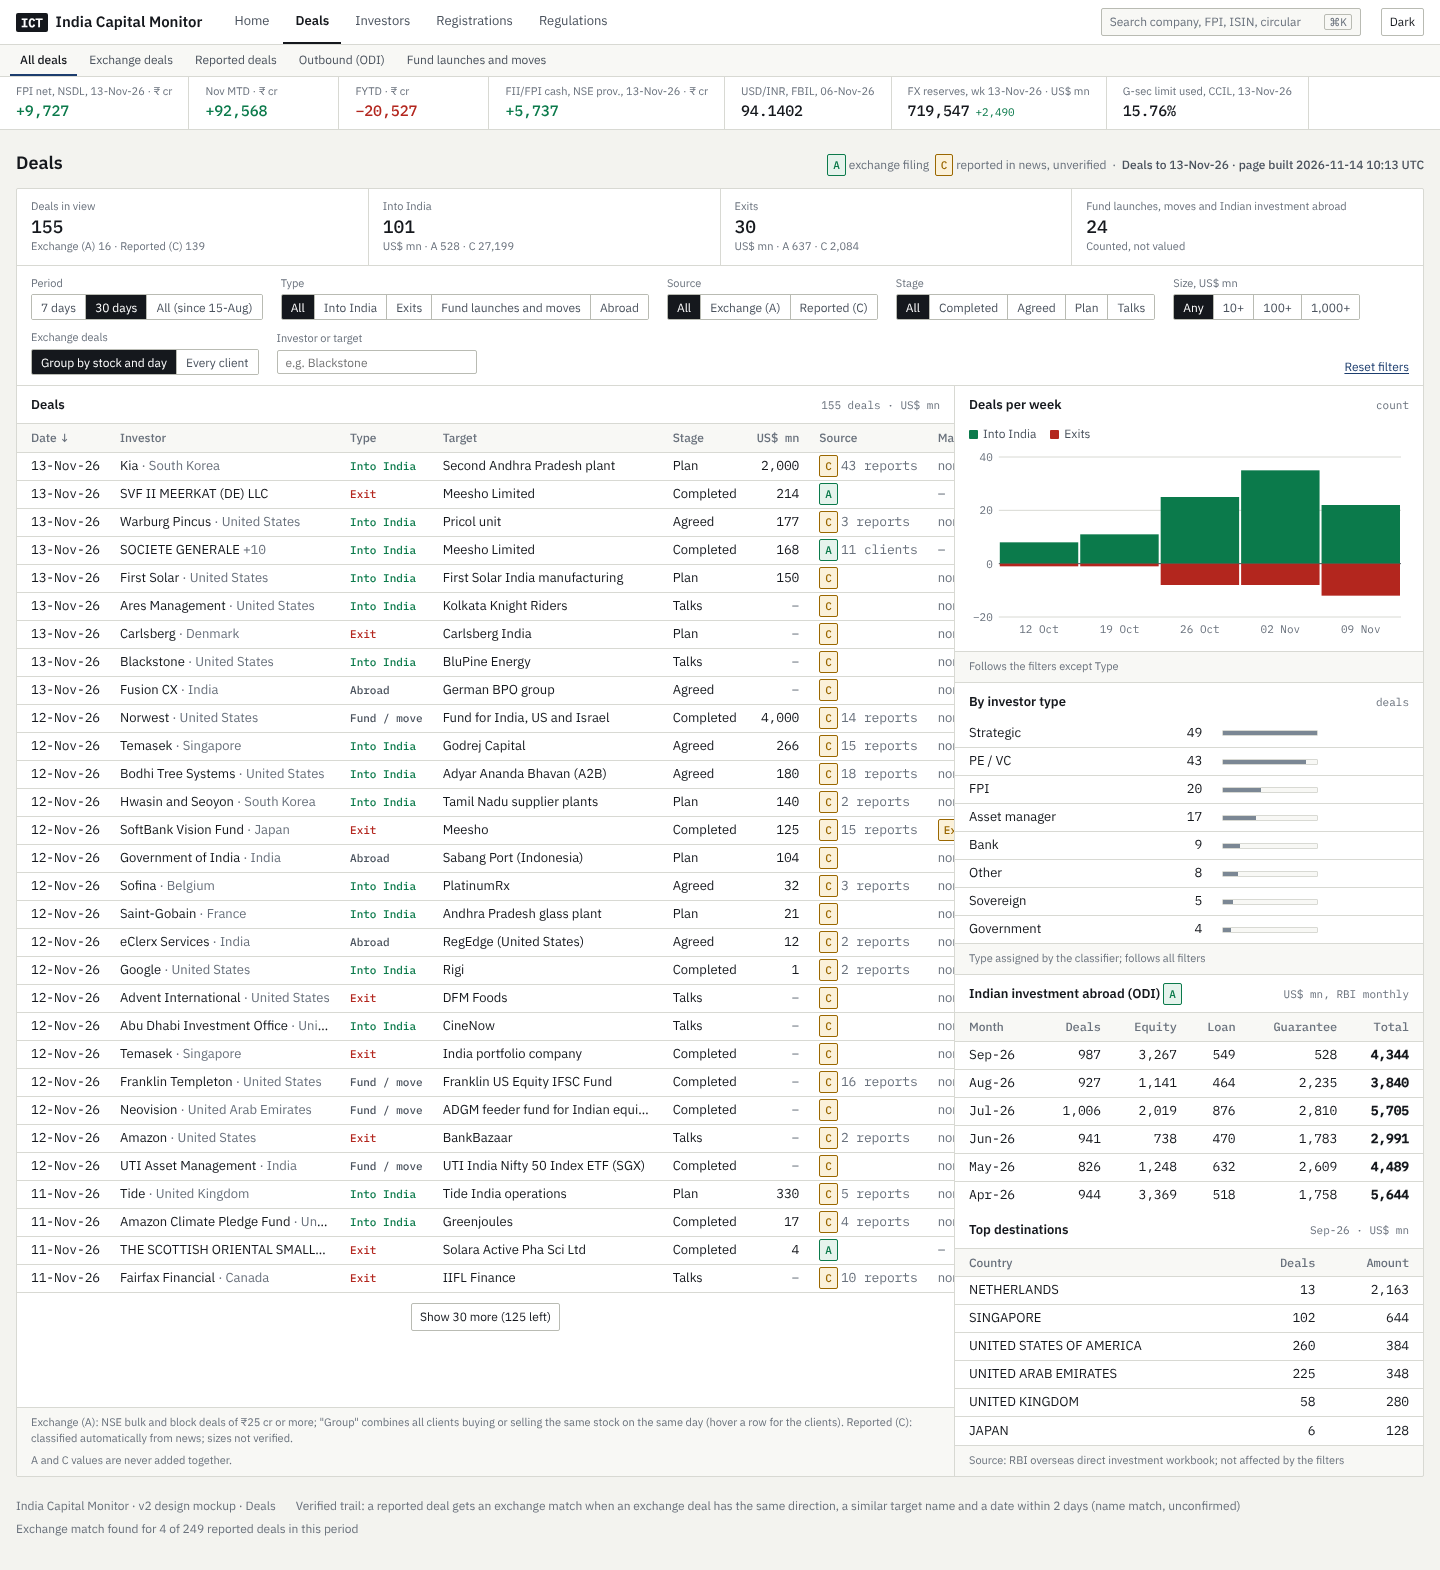 ICT India Capital Monitor Home Deals Investors Registrations Regulations Search company, FPI, ISIN, circular ⌘K Dark
All deals Exchange deals Reported deals Outbound (ODI) Fund launches and moves
FPI net, NSDL, 13-Nov-26 · ₹ cr Nov MTD · ₹ cr FYTD · ₹ cr FII/FPI cash, NSE prov., 13-Nov-26 · ₹ cr USD/INR, FBIL, 06-Nov-26 FX reserves, wk 13-Nov-26 · US$ mn G-sec limit used, CCIL, 13-Nov-26
+9,727 +92,568 −20,527 +5,737 94.1402 719,547 +2,490 15.76%
Deals A exchange filing C reported in news, unverified · Deals to 13-Nov-26 · page built 2026-11-14 10:13 UTC
Deals in view Into India Exits Fund launches, moves and Indian investment abroad
155 101 30 24
Exchange (A) 16 · Reported (C) 139 US$ mn · A 528 · C 27,199 US$ mn · A 637 · C 2,084 Counted, not valued
Period Type Source Stage Size, US$ mn
7 days 30 days All (since 15-Aug) All Into India Exits Fund launches and moves Abroad All Exchange (A) Reported (C) All Completed Agreed Plan Talks Any 10+ 100+ 1,000+
Exchange deals Investor or target
Group by stock and day Every client e.g. Blackstone Reset filters
Deals 155 deals · US$ mn
Date ↓ Investor Type Target Stage US$ mn Source Ma
13-Nov-26 Kia · South Korea Into India Second Andhra Pradesh plant Plan 2,000 C 43 reports nor
13-Nov-26 SVF II MEERKAT (DE) LLC Exit Meesho Limited Completed 214 A –
13-Nov-26 Warburg Pincus · United States Into India Pricol unit Agreed 177 C 3 reports nor
13-Nov-26 SOCIETE GENERALE +10 Into India Meesho Limited Completed 168 A 11 clients –
13-Nov-26 First Solar · United States Into India First Solar India manufacturing Plan 150 C nor
13-Nov-26 Ares Management · United States Into India Kolkata Knight Riders Talks – C nor
13-Nov-26 Carlsberg · Denmark Exit Carlsberg India Plan – C nor
13-Nov-26 Blackstone · United States Into India BluPine Energy Talks – C nor
13-Nov-26 Fusion CX · India Abroad German BPO group Agreed – C nor
12-Nov-26 Norwest · United States Fund / move Fund for India, US and Israel Completed 4,000 C 14 reports nor
12-Nov-26 Temasek · Singapore Into India Godrej Capital Agreed 266 C 15 reports nor
12-Nov-26 Bodhi Tree Systems · United States Into India Adyar Ananda Bhavan (A2B) Agreed 180 C 18 reports nor
12-Nov-26 Hwasin and Seoyon · South Korea Into India Tamil Nadu supplier plants Plan 140 C 2 reports nor
12-Nov-26 SoftBank Vision Fund · Japan Exit Meesho Completed 125 C 15 reports Ex
12-Nov-26 Government of India · India Abroad Sabang Port (Indonesia) Plan 104 C nor
12-Nov-26 Sofina · Belgium Into India PlatinumRx Agreed 32 C 3 reports nor
12-Nov-26 Saint-Gobain · France Into India Andhra Pradesh glass plant Plan 21 C nor
12-Nov-26 eClerx Services · India Abroad RegEdge (United States) Agreed 12 C 2 reports nor
12-Nov-26 Google · United States Into India Rigi Completed 1 C 2 reports nor
12-Nov-26 Advent International · United States Exit DFM Foods Talks – C nor
12-Nov-26 Abu Dhabi Investment Office · Uni… Into India CineNow Talks – C nor
12-Nov-26 Temasek · Singapore Exit India portfolio company Completed – C nor
12-Nov-26 Franklin Templeton · United States Fund / move Franklin US Equity IFSC Fund Completed – C 16 reports nor
12-Nov-26 Neovision · United Arab Emirates Fund / move ADGM feeder fund for Indian equi… Completed – C nor
12-Nov-26 Amazon · United States Exit BankBazaar Talks – C 2 reports nor
12-Nov-26 UTI Asset Management · India Fund / move UTI India Nifty 50 Index ETF (SGX) Completed – C nor
11-Nov-26 Tide · United Kingdom Into India Tide India operations Plan 330 C 5 reports nor
11-Nov-26 Amazon Climate Pledge Fund · Un… Into India Greenjoules Completed 17 C 4 reports nor
11-Nov-26 THE SCOTTISH ORIENTAL SMALL… Exit Solara Active Pha Sci Ltd Completed 4 A –
11-Nov-26 Fairfax Financial · Canada Exit IIFL Finance Talks – C 10 reports nor
Show 30 more (125 left)
Exchange (A): NSE bulk and block deals of ₹25 cr or more; "Group" combines all clients buying or selling the same stock on the same day (hover a row for the clients). Reported (C):
classified automatically from news; sizes not verified.
A and C values are never added together.
Deals per week count
Into India Exits
40
20
0
−20
12 Oct 19 Oct 26 Oct 02 Nov 09 Nov
Follows the filters except Type
By investor type deals
Strategic 49
PE / VC 43
FPI 20
Asset manager 17
Bank 9
Other 8
Sovereign 5
Government 4
Type assigned by the classifier; follows all filters
Indian investment abroad (ODI) A US$ mn, RBI monthly
Month Deals Equity Loan Guarantee Total
Sep-26 987 3,267 549 528 4,344
Aug-26 927 1,141 464 2,235 3,840
Jul-26 1,006 2,019 876 2,810 5,705
Jun-26 941 738 470 1,783 2,991
May-26 826 1,248 632 2,609 4,489
Apr-26 944 3,369 518 1,758 5,644
Top destinations Sep-26 · US$ mn
Country Deals Amount
NETHERLANDS 13 2,163
SINGAPORE 102 644
UNITED STATES OF AMERICA 260 384
UNITED ARAB EMIRATES 225 348
UNITED KINGDOM 58 280
JAPAN 6 128
Source: RBI overseas direct investment workbook; not affected by the filters
India Capital Monitor · v2 design mockup · Deals Verified trail: a reported deal gets an exchange match when an exchange deal has the same direction, a similar target name and a date within 2 days (name match, unconfirmed)
Exchange match found for 4 of 249 reported deals in this period